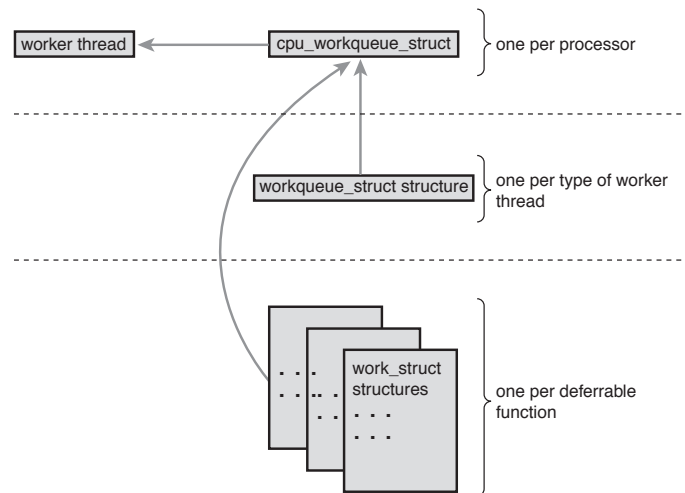 worker thread
cpu_workqueue_struct
one per processor
workqueue_struct structure
one per type of worker
thread
work_struct
structures
. . .
. . .
. . .
. . .
. .
. .
one per deferrable
function